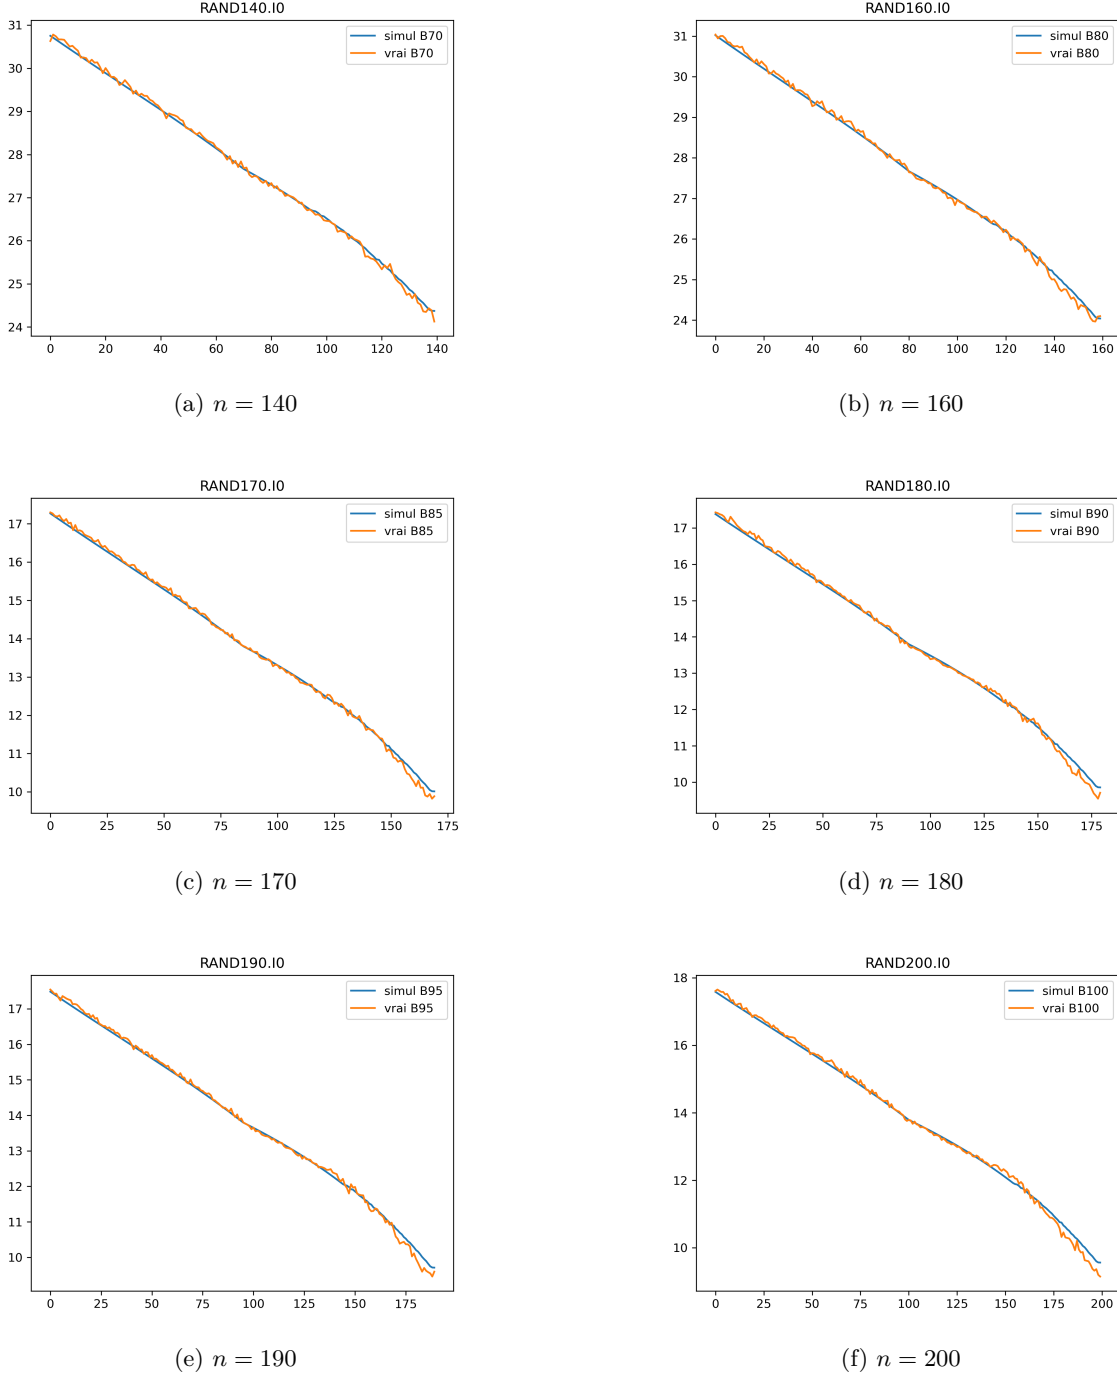 RAND140.I0
simul B70
vrai B70
31
30
29
28
27
26
25
24
0 20 40 60 80 100 120 140
(a) n = 140
RAND160.I0
simul B80
vrai B80
31
30
29
28
27
26
25
24
0 20 40 60 80 100 120 140 160
(b) n = 160
RAND170.I0
simul B85
vrai B85
17
16
15
14
13
12
11
10
0 25 50 75 100 125 150 175
(c) n = 170
RAND180.I0
simul B90
vrai B90
17
16
15
14
13
12
11
10
0 25 50 75 100 125 150 175
(d) n = 180
RAND190.I0
simul B95
vrai B95
17
16
15
14
13
12
11
10
0 25 50 75 100 125 150 175
(e) n = 190
RAND200.I0
simul B100
vrai B100
18
16
14
12
10
0 25 50 75 100 125 150 175 200
(f) n = 200